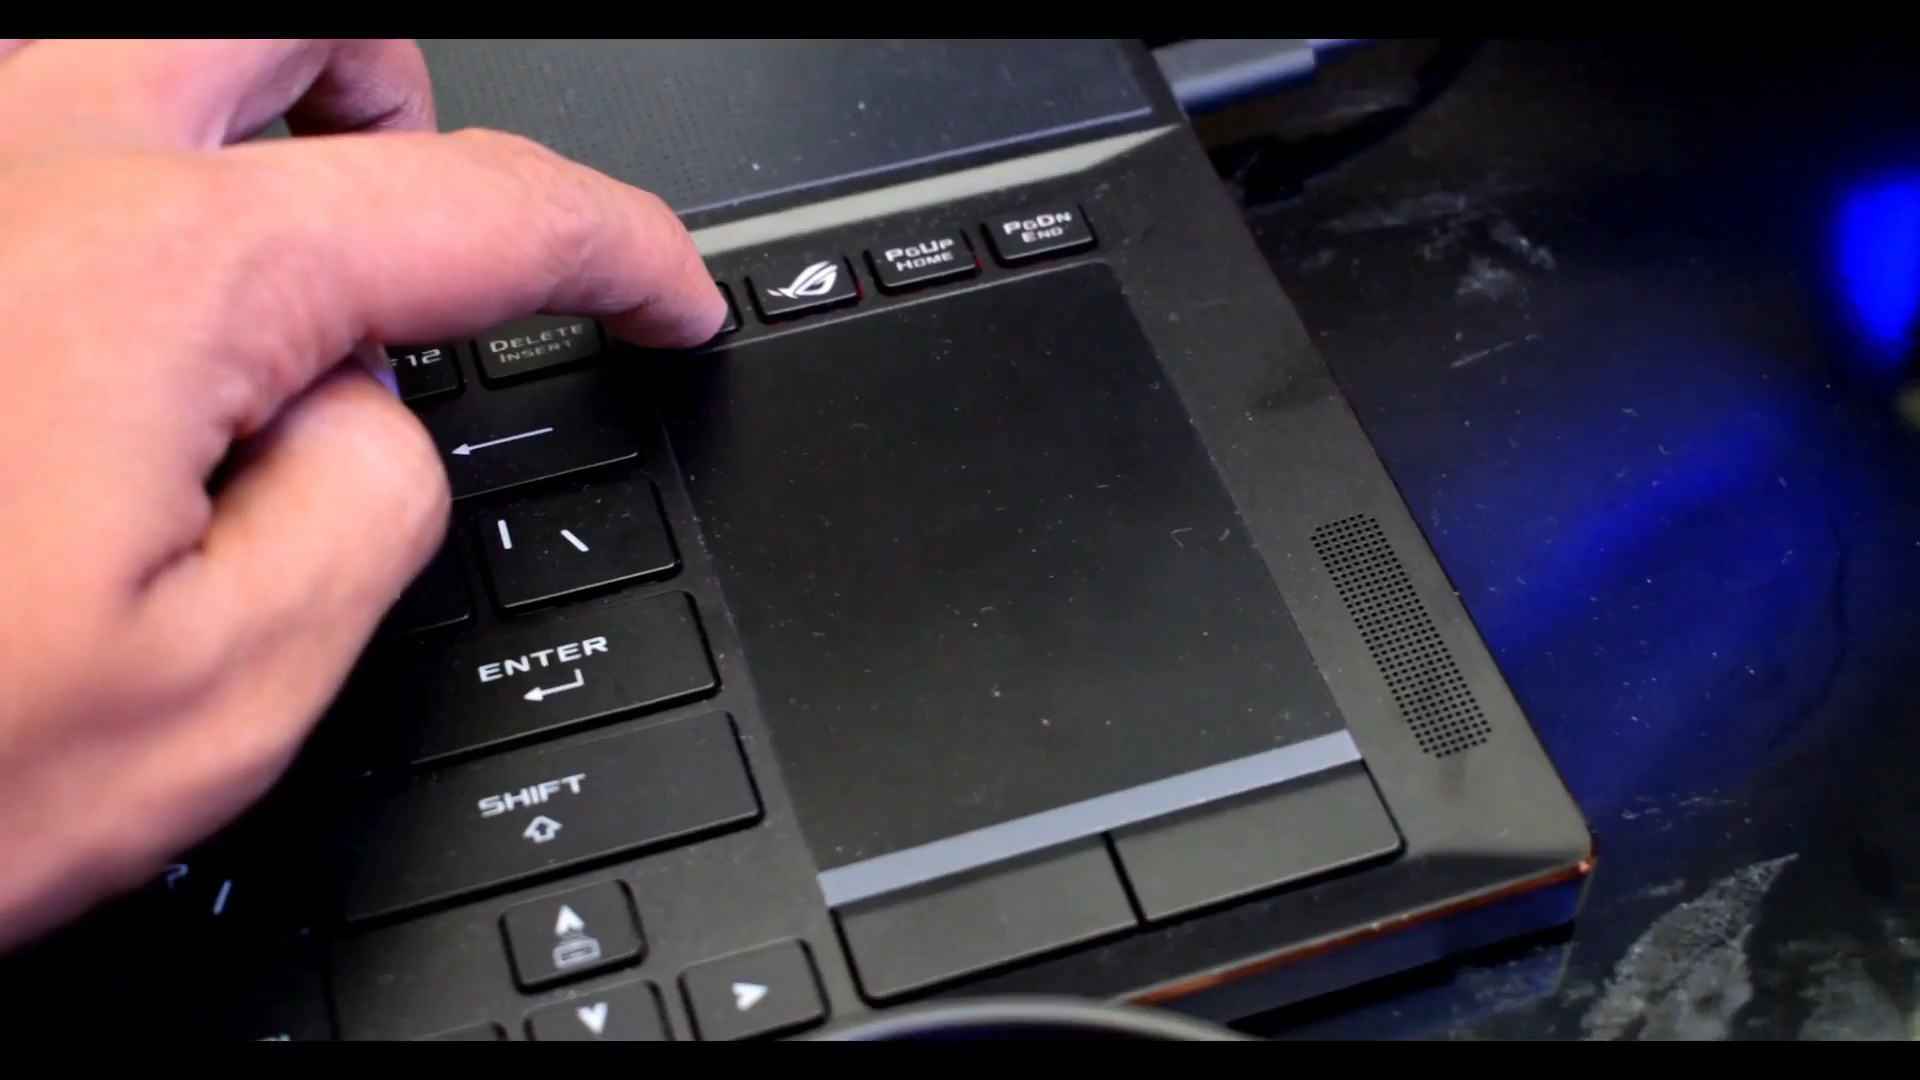 PGDN
END
PGUP
HOME
DELETE
INSERT
F12
| \
ENTER
SHIFT
? /